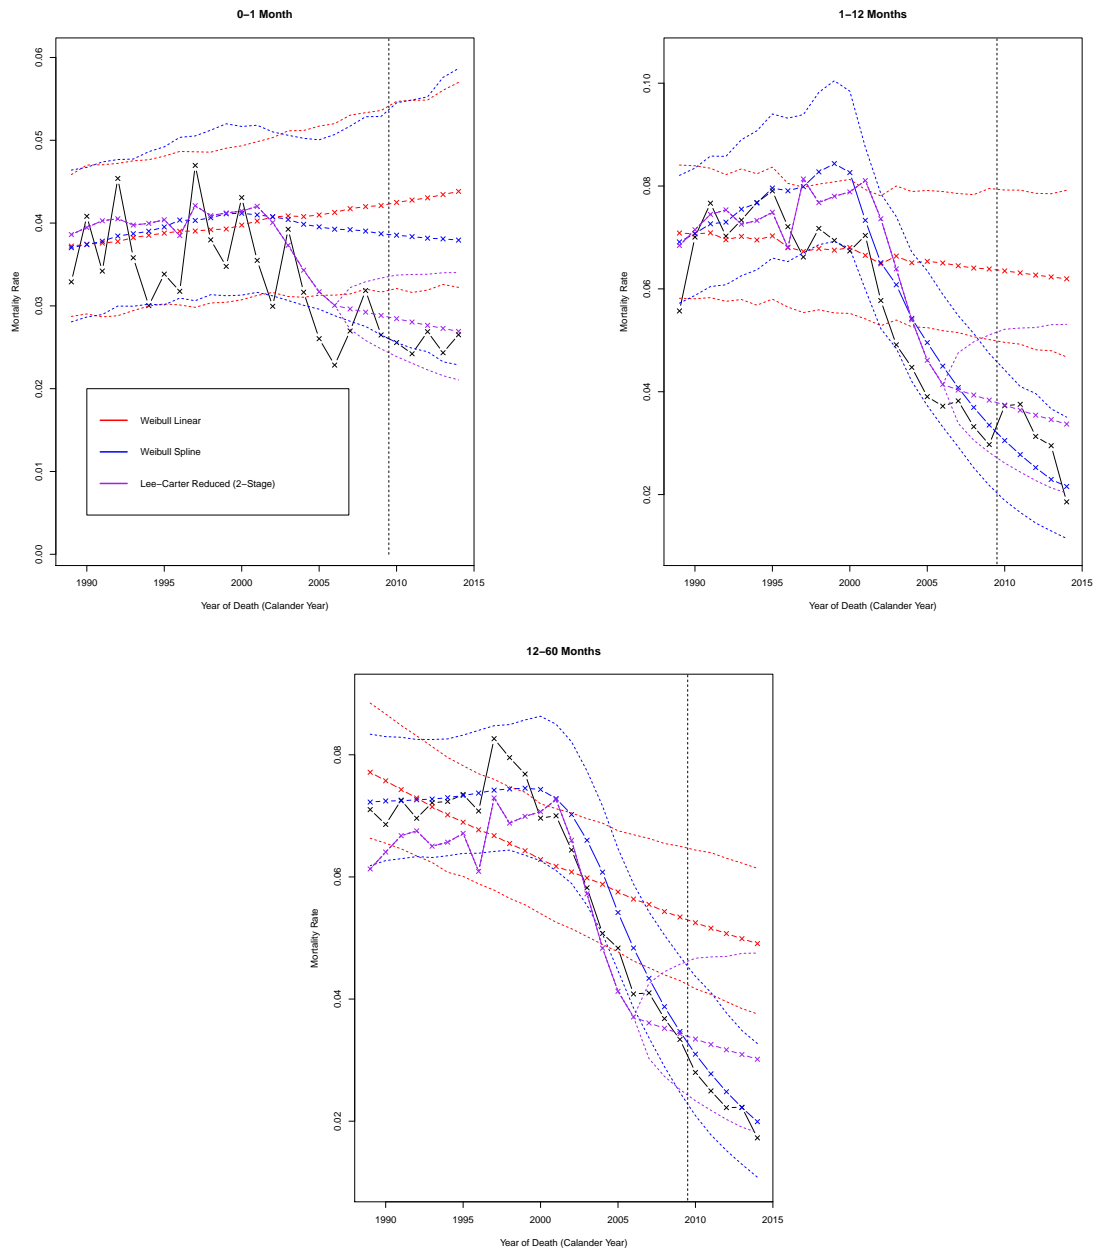 0−1 Month
Mortality Rate
0.00
0.01
0.02
0.03
0.04
0.05
0.06
Weibull Linear
Weibull Spline
Lee−Carter Reduced (2−Stage)
1990
1995
2000
2005
2010
2015
Year of Death (Calander Year)
1−12 Months
Mortality Rate
0.02
0.04
0.06
0.08
0.10
1990
1995
2000
2005
2010
2015
Year of Death (Calander Year)
12−60 Months
Mortality Rate
0.02
0.04
0.06
0.08
1990
1995
2000
2005
2010
2015
Year of Death (Calander Year)